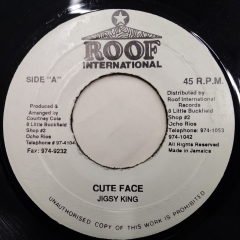 ROOF
INTERNATIONAL
SIDE "A"
45 R.P.M.
Produced &
Arranged by
Courtney Cole
8 Little Buckfield
Shop #2
Ocho Rios
Telephone # 974-1042
Fax: 974-9232
Distributed by
Roof International
Records
8 Little Buckfield
Shop #2
Ocho Rios
Telephone: 974-1053
974-1042
All Rights Reserved
Made in Jamaica
CUTE FACE
JIGSY KING
UNAUTHORISED COPY OF THIS RECORDING IS PROHIBITED